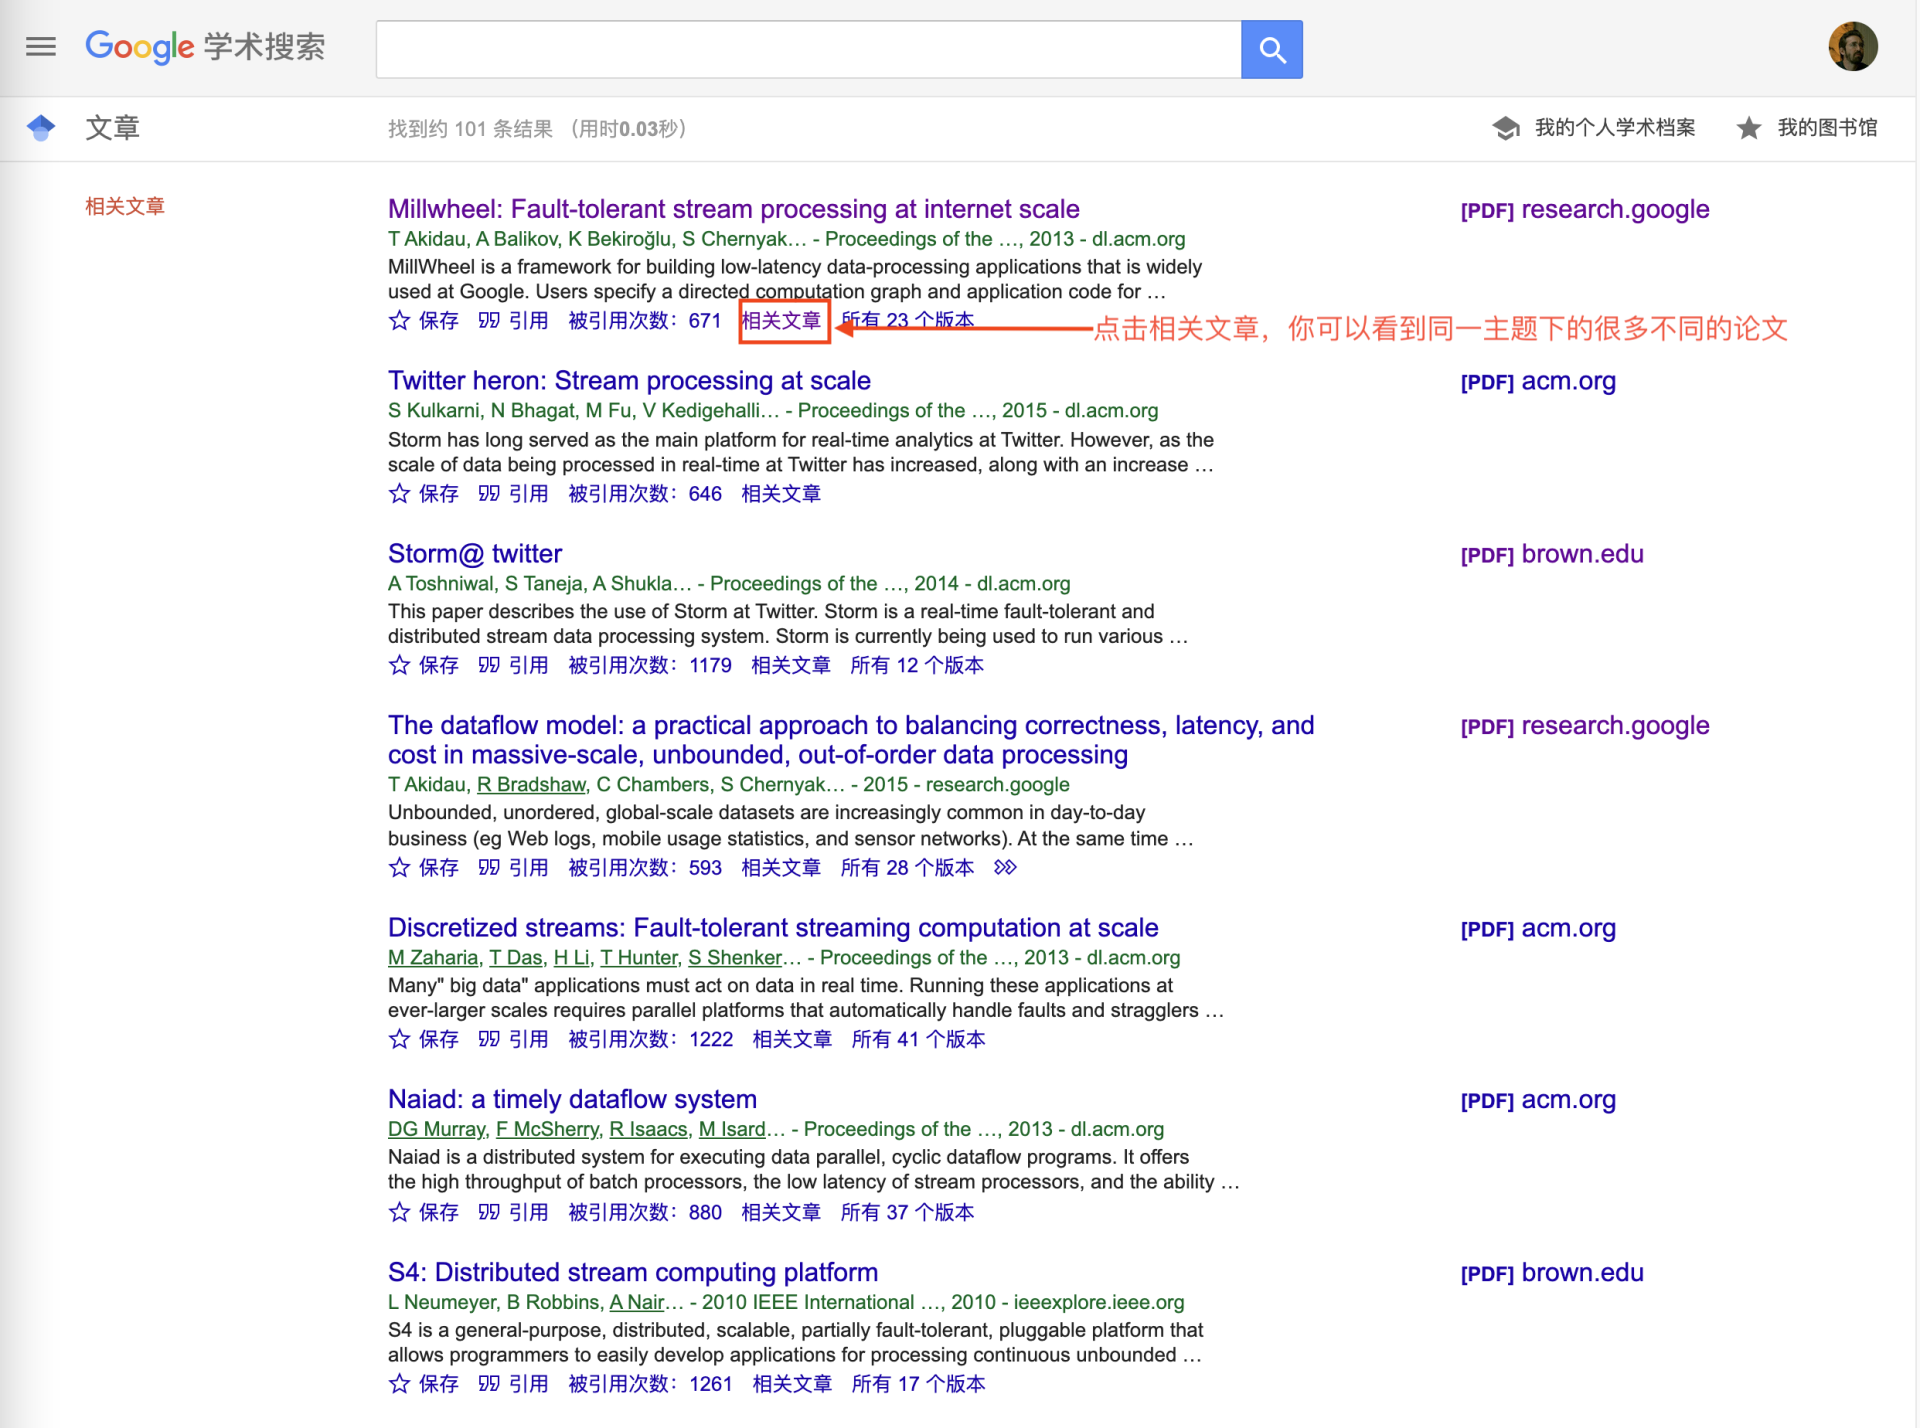 Google 学术搜索
文章
找到约 101 条结果 （用时0.03秒）
我的个人学术档案
我的图书馆
相关文章
Millwheel: Fault-tolerant stream processing at internet scale
[PDF] research.google
T Akidau, A Balikov, K Bekiroğlu, S Chernyak… - Proceedings of the …, 2013 - dl.acm.org
MillWheel is a framework for building low-latency data-processing applications that is widely
used at Google. Users specify a directed computation graph and application code for …
保存 引用 被引用次数：671 相关文章 所有 23 个版本
点击相关文章，你可以看到同一主题下的很多不同的论文
Twitter heron: Stream processing at scale
[PDF] acm.org
S Kulkarni, N Bhagat, M Fu, V Kedigehalli… - Proceedings of the …, 2015 - dl.acm.org
Storm has long served as the main platform for real-time analytics at Twitter. However, as the
scale of data being processed in real-time at Twitter has increased, along with an increase …
保存 引用 被引用次数：646 相关文章
Storm@ twitter
[PDF] brown.edu
A Toshniwal, S Taneja, A Shukla… - Proceedings of the …, 2014 - dl.acm.org
This paper describes the use of Storm at Twitter. Storm is a real-time fault-tolerant and
distributed stream data processing system. Storm is currently being used to run various …
保存 引用 被引用次数：1179 相关文章 所有 12 个版本
The dataflow model: a practical approach to balancing correctness, latency, and
cost in massive-scale, unbounded, out-of-order data processing
[PDF] research.google
T Akidau, R Bradshaw, C Chambers, S Chernyak… - 2015 - research.google
Unbounded, unordered, global-scale datasets are increasingly common in day-to-day
business (eg Web logs, mobile usage statistics, and sensor networks). At the same time …
保存 引用 被引用次数：593 相关文章 所有 28 个版本
Discretized streams: Fault-tolerant streaming computation at scale
[PDF] acm.org
M Zaharia, T Das, H Li, T Hunter, S Shenker… - Proceedings of the …, 2013 - dl.acm.org
Many" big data" applications must act on data in real time. Running these applications at
ever-larger scales requires parallel platforms that automatically handle faults and stragglers …
保存 引用 被引用次数：1222 相关文章 所有 41 个版本
Naiad: a timely dataflow system
[PDF] acm.org
DG Murray, F McSherry, R Isaacs, M Isard… - Proceedings of the …, 2013 - dl.acm.org
Naiad is a distributed system for executing data parallel, cyclic dataflow programs. It offers
the high throughput of batch processors, the low latency of stream processors, and the ability …
保存 引用 被引用次数：880 相关文章 所有 37 个版本
S4: Distributed stream computing platform
[PDF] brown.edu
L Neumeyer, B Robbins, A Nair… - 2010 IEEE International …, 2010 - ieeexplore.ieee.org
S4 is a general-purpose, distributed, scalable, partially fault-tolerant, pluggable platform that
allows programmers to easily develop applications for processing continuous unbounded …
保存 引用 被引用次数：1261 相关文章 所有 17 个版本